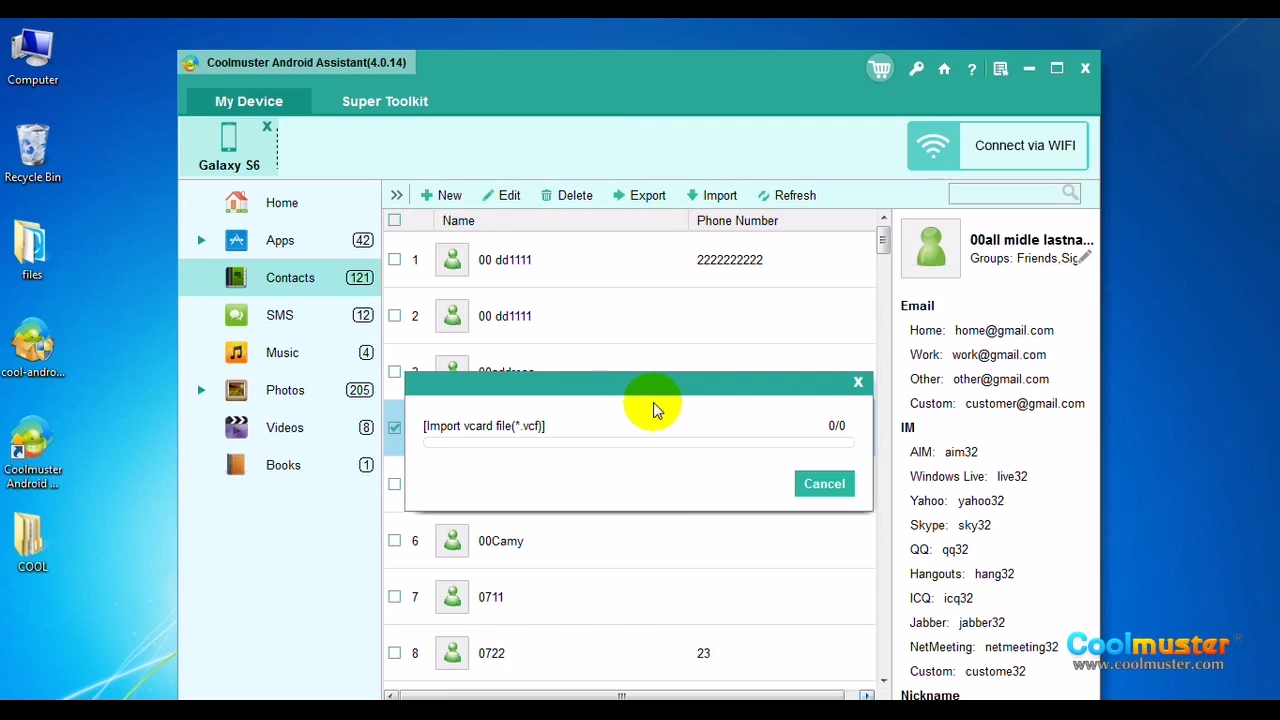 Computer
Recycle Bin
files
cool-andro...
Coolmuster
Android ...
COOL
Coolmuster Android Assistant(4.0.14)
?
X
My Device
Super Toolkit
Galaxy S6
X
Connect via WIFI
Home
Apps 42
Contacts 121
SMS 12
Music 4
Photos 205
Videos 8
Books 1
New Edit Delete Export Import Refresh
Name Phone Number
1 00 dd1111 2222222222
2 00 dd1111
X
[Import vcard file(*.vcf)] 0/0
Cancel
6 00Camy
7 0711
8 0722 23
00all midle lastna...
Groups: Friends,Sig
Email
Home: home@gmail.com
Work: work@gmail.com
Other: other@gmail.com
Custom: customer@gmail.com
IM
AIM: aim32
Windows Live: live32
Yahoo: yahoo32
Skype: sky32
QQ: qq32
Hangouts: hang32
ICQ: icq32
Jabber: jabber32
NetMeeting: netmeeting32
Custom: custome32
Nickname
Coolmuster®
www.coolmuster.com